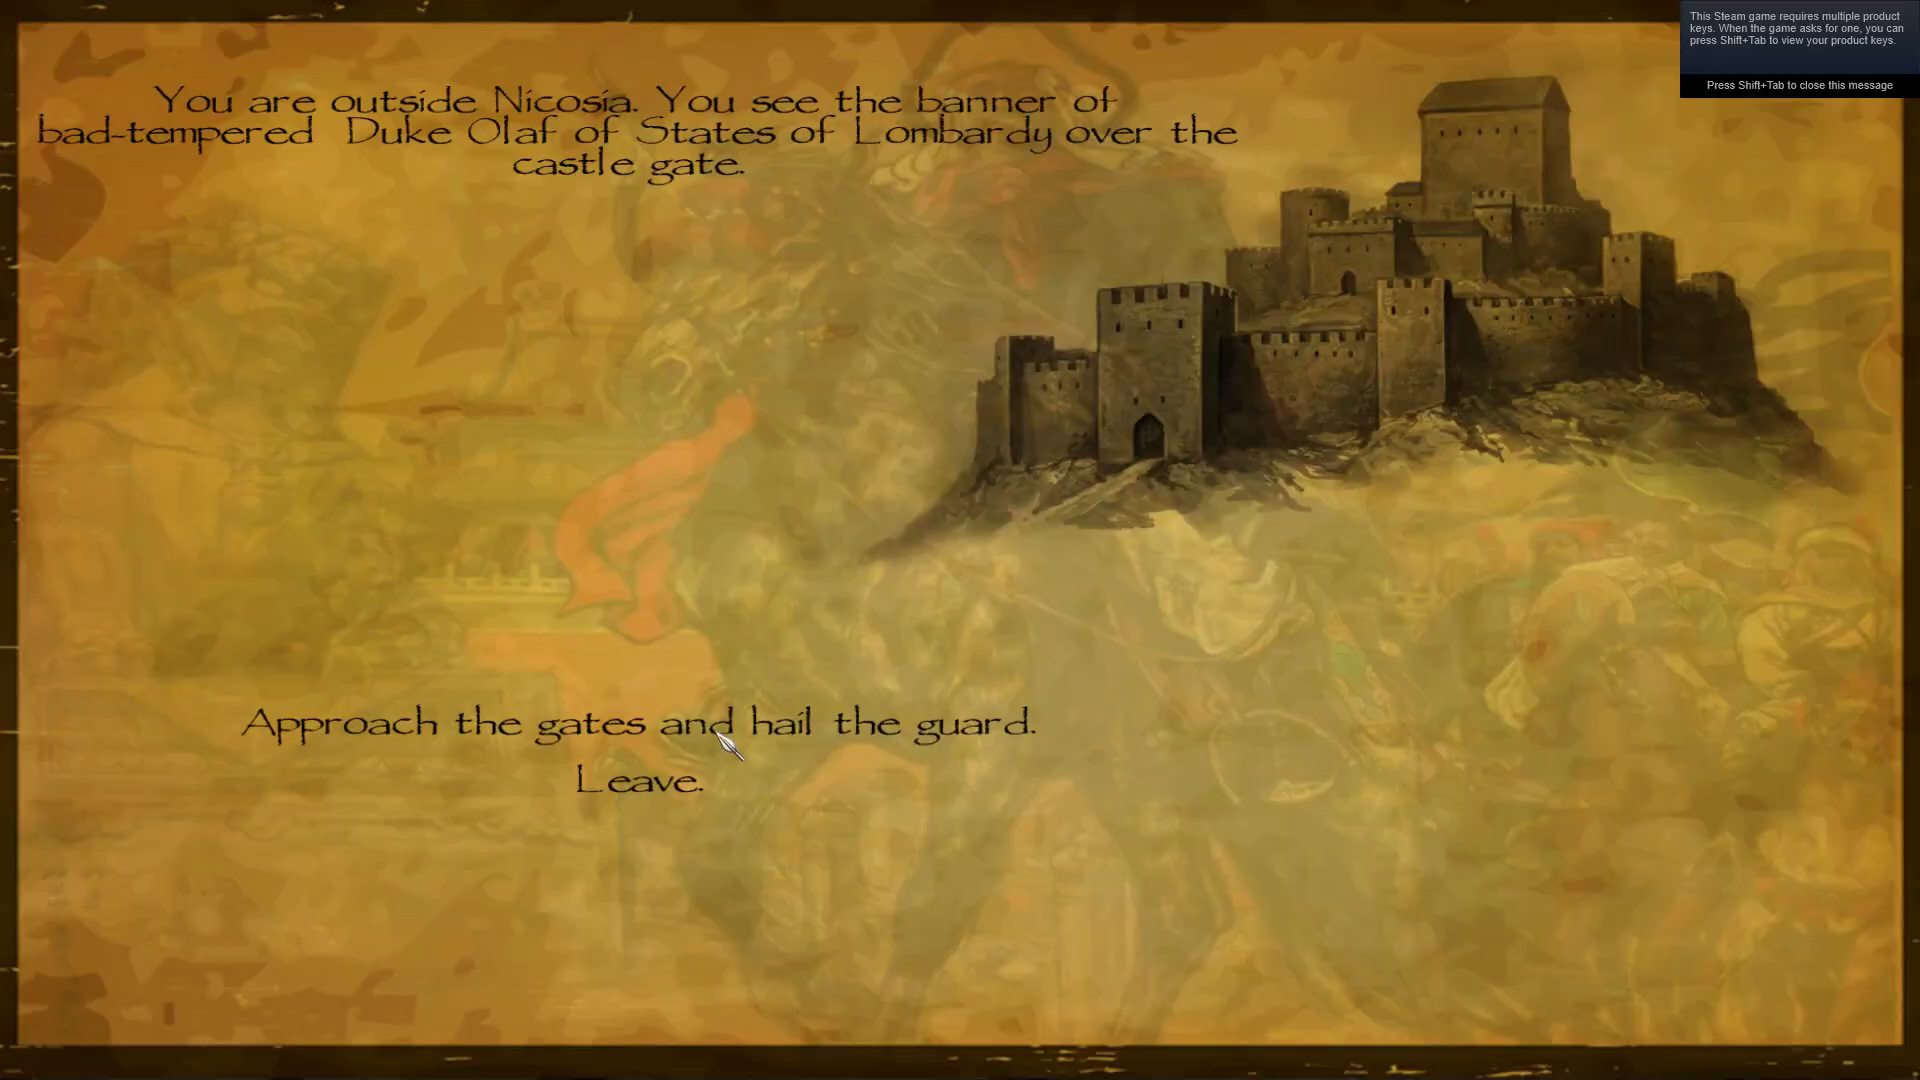 This Steam game requires multiple product
keys. When the game asks for one, you can
press Shift+Tab to view your product keys.
Press Shift+Tab to close this message
You are outside Nicosia. You see the banner of
bad-tempered Duke Olaf of States of Lombardy over the
castle gate.
Approach the gates and hail the guard.
Leave.